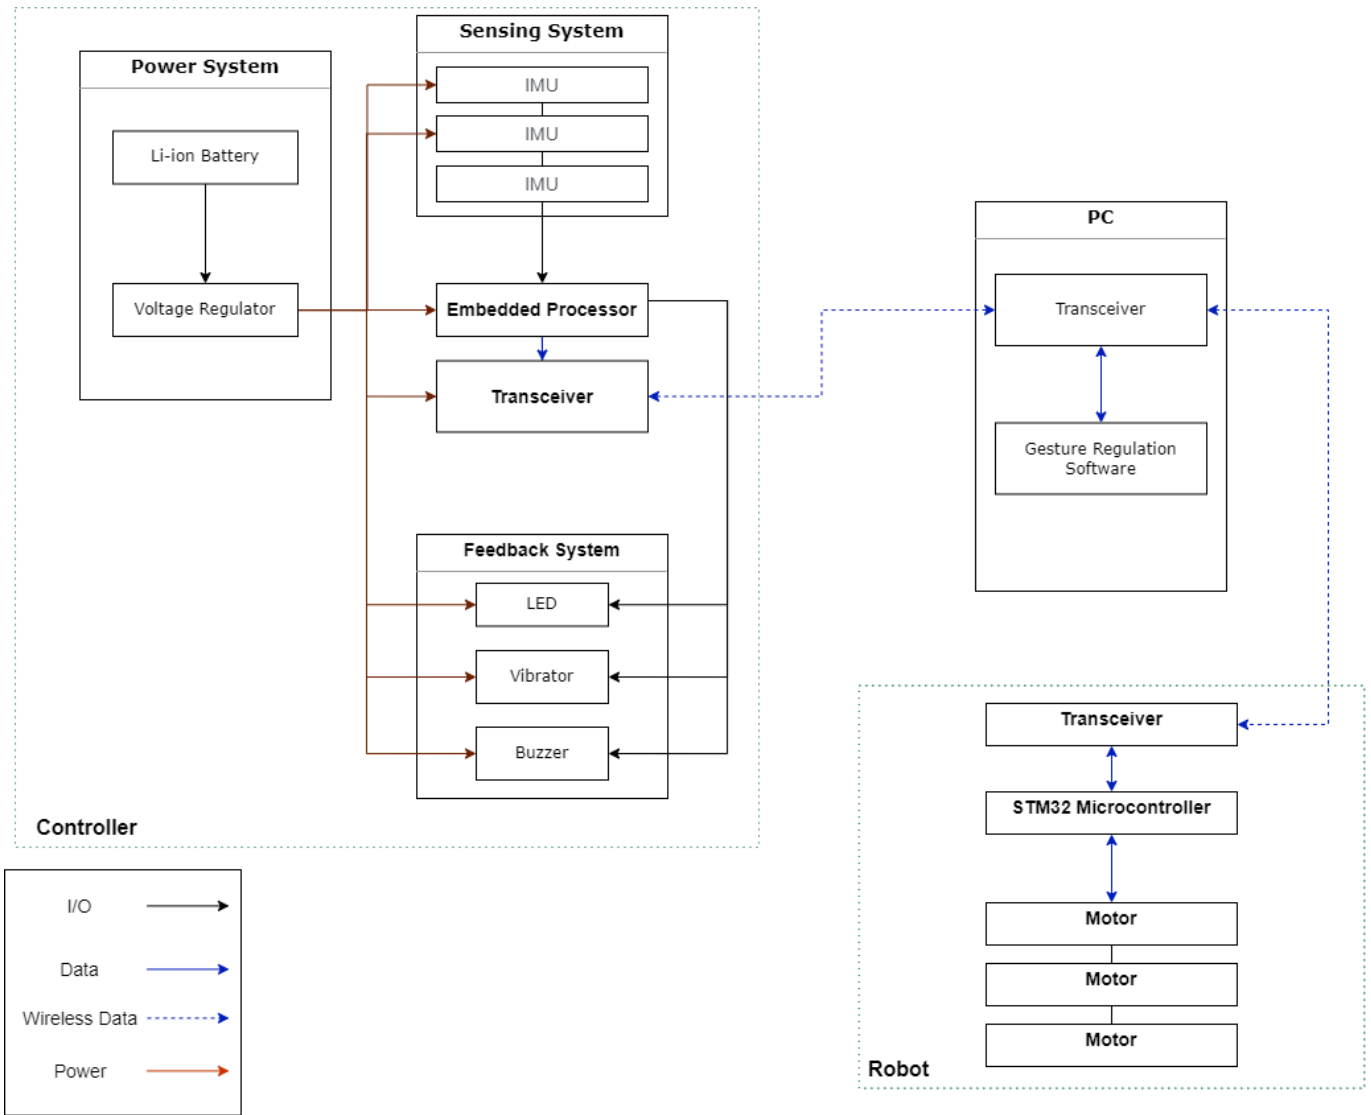 Power System
Li-ion Battery
Voltage Regulator
Sensing System
IMU
IMU
IMU
Embedded Processor
Transceiver
Feedback System
LED
Vibrator
Buzzer
Controller
PC
Transceiver
Gesture Regulation
Software
Transceiver
STM32 Microcontroller
Motor
Motor
Motor
Robot
I/O
Data
Wireless Data
Power